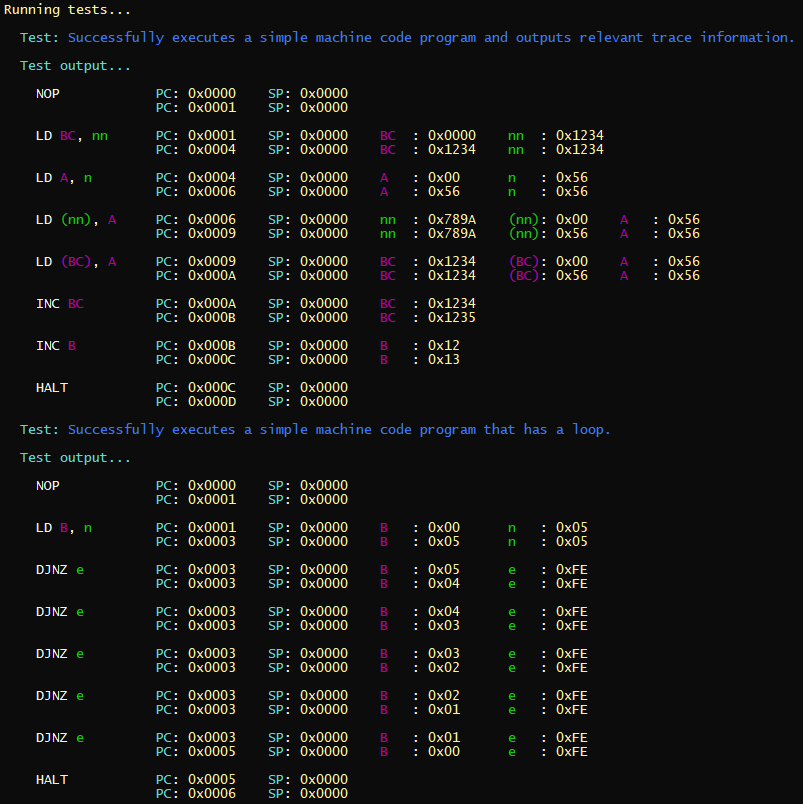 Running tests...
Test: Successfully executes a simple machine code program and outputs relevant trace information.
Test output...
NOP PC: 0x0000 SP: 0x0000
PC: 0x0001 SP: 0x0000
LD BC, nn PC: 0x0001 SP: 0x0000 BC : 0x0000 nn : 0x1234
PC: 0x0004 SP: 0x0000 BC : 0x1234 nn : 0x1234
LD A, n PC: 0x0004 SP: 0x0000 A : 0x00 n : 0x56
PC: 0x0006 SP: 0x0000 A : 0x56 n : 0x56
LD (nn), A PC: 0x0006 SP: 0x0000 nn : 0x789A (nn): 0x00 A : 0x56
PC: 0x0009 SP: 0x0000 nn : 0x789A (nn): 0x56 A : 0x56
LD (BC), A PC: 0x0009 SP: 0x0000 BC : 0x1234 (BC): 0x00 A : 0x56
PC: 0x000A SP: 0x0000 BC : 0x1234 (BC): 0x56 A : 0x56
INC BC PC: 0x000A SP: 0x0000 BC : 0x1234
PC: 0x000B SP: 0x0000 BC : 0x1235
INC B PC: 0x000B SP: 0x0000 B : 0x12
PC: 0x000C SP: 0x0000 B : 0x13
HALT PC: 0x000C SP: 0x0000
PC: 0x000D SP: 0x0000
Test: Successfully executes a simple machine code program that has a loop.
Test output...
NOP PC: 0x0000 SP: 0x0000
PC: 0x0001 SP: 0x0000
LD B, n PC: 0x0001 SP: 0x0000 B : 0x00 n : 0x05
PC: 0x0003 SP: 0x0000 B : 0x05 n : 0x05
DJNZ e PC: 0x0003 SP: 0x0000 B : 0x05 e : 0xFE
PC: 0x0003 SP: 0x0000 B : 0x04 e : 0xFE
DJNZ e PC: 0x0003 SP: 0x0000 B : 0x04 e : 0xFE
PC: 0x0003 SP: 0x0000 B : 0x03 e : 0xFE
DJNZ e PC: 0x0003 SP: 0x0000 B : 0x03 e : 0xFE
PC: 0x0003 SP: 0x0000 B : 0x02 e : 0xFE
DJNZ e PC: 0x0003 SP: 0x0000 B : 0x02 e : 0xFE
PC: 0x0003 SP: 0x0000 B : 0x01 e : 0xFE
DJNZ e PC: 0x0003 SP: 0x0000 B : 0x01 e : 0xFE
PC: 0x0005 SP: 0x0000 B : 0x00 e : 0xFE
HALT PC: 0x0005 SP: 0x0000
PC: 0x0006 SP: 0x0000